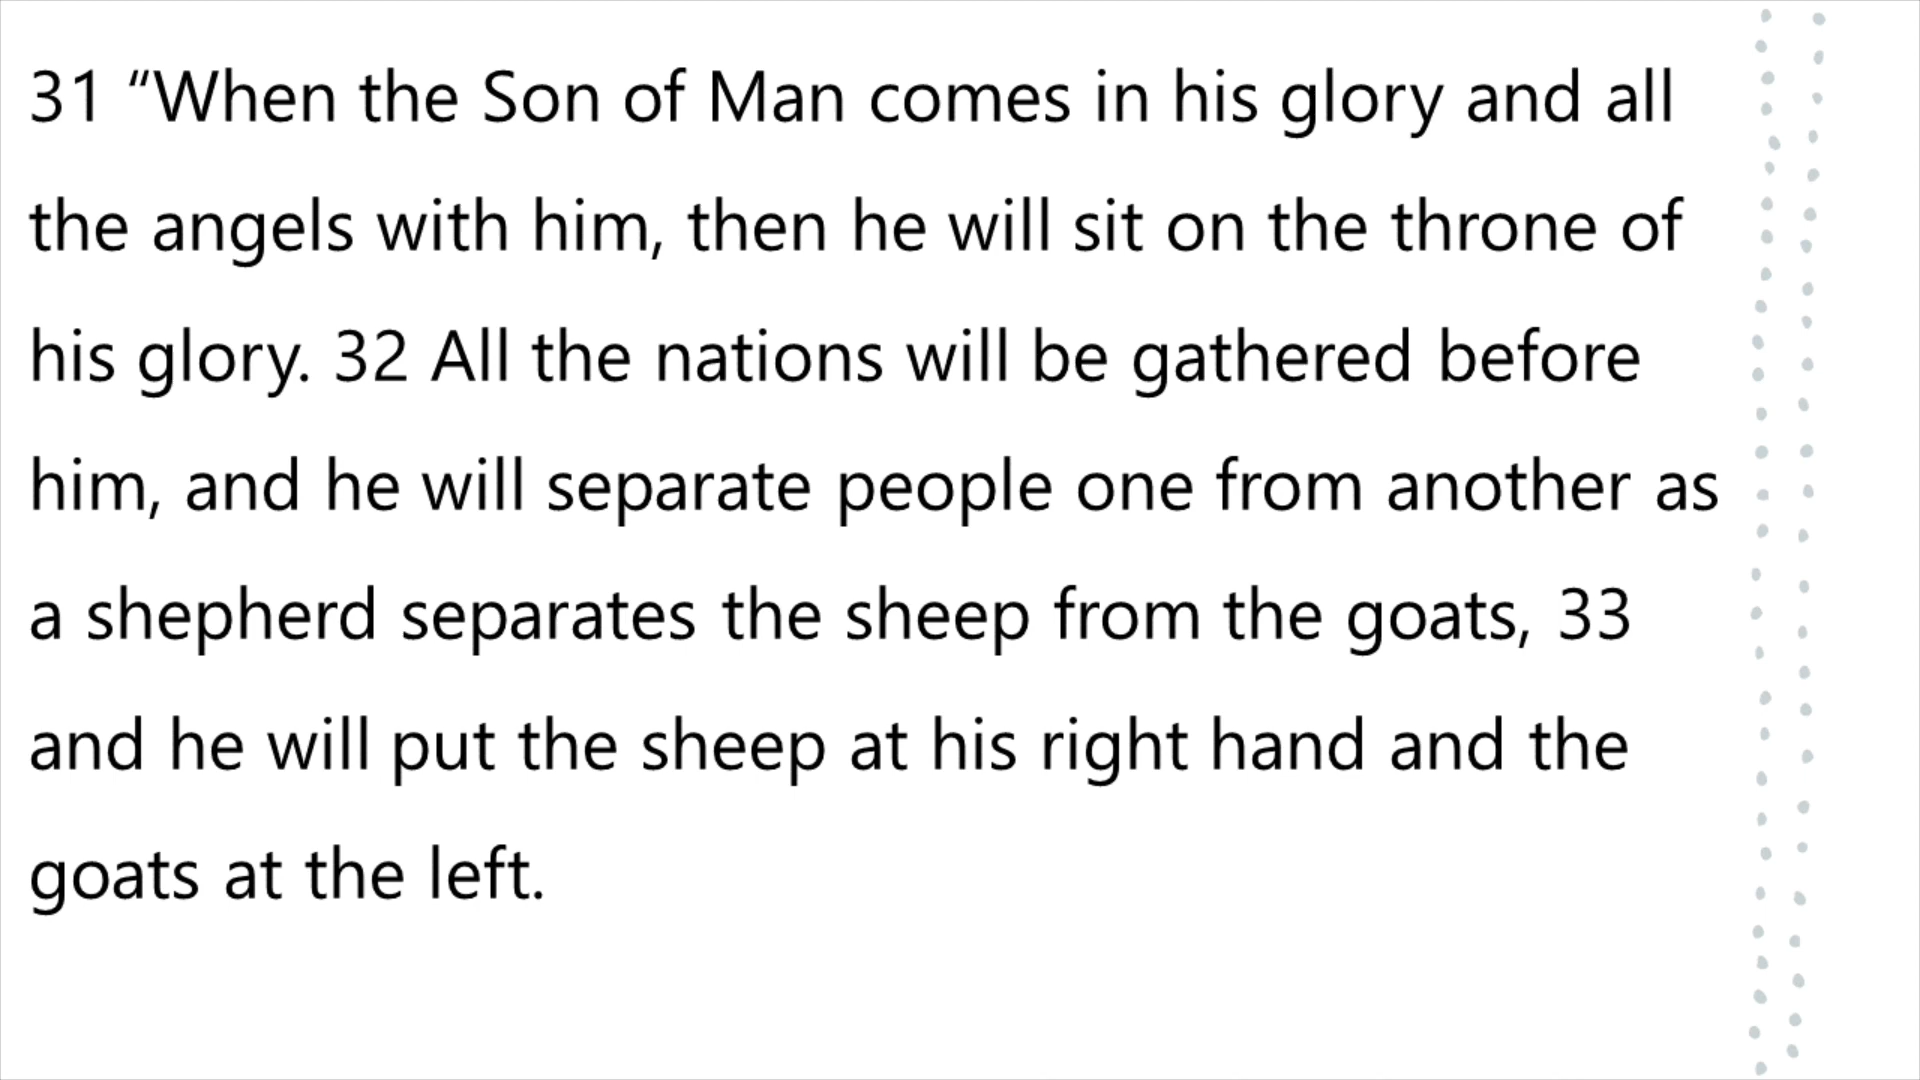 31 “When the Son of Man comes in his glory and all
the angels with him, then he will sit on the throne of
his glory. 32 All the nations will be gathered before
him, and he will separate people one from another as
a shepherd separates the sheep from the goats, 33
and he will put the sheep at his right hand and the
goats at the left.